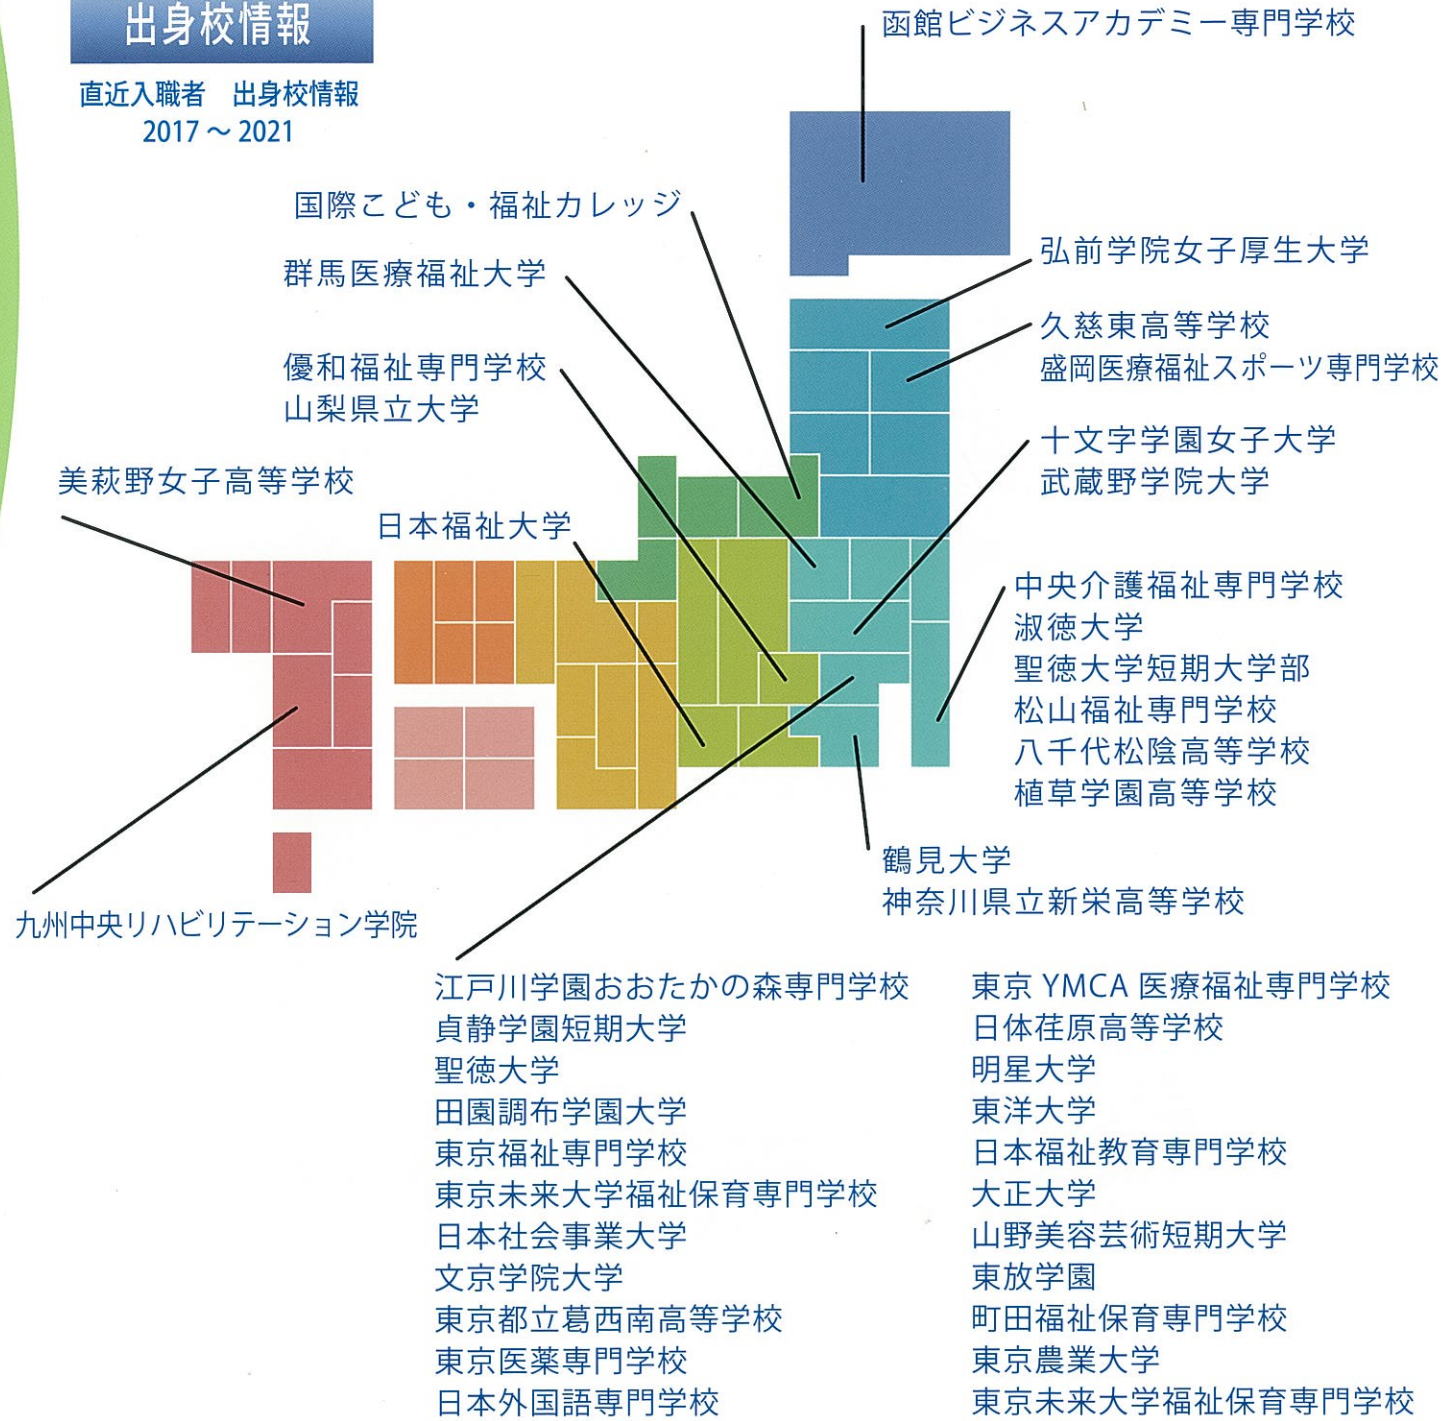 出身校情報
直近入職者　出身校情報
2017 ～ 2021
函館ビジネスアカデミー専門学校
国際こども・福祉カレッジ
群馬医療福祉大学
優和福祉専門学校
山梨県立大学
美萩野女子高等学校
日本福祉大学
弘前学院女子厚生大学
久慈東高等学校
盛岡医療福祉スポーツ専門学校
十文字学園女子大学
武蔵野学院大学
中央介護福祉専門学校
淑徳大学
聖徳大学短期大学部
松山福祉専門学校
八千代松陰高等学校
植草学園高等学校
鶴見大学
神奈川県立新栄高等学校
九州中央リハビリテーション学院
江戸川学園おおたかの森専門学校
貞静学園短期大学
聖徳大学
田園調布学園大学
東京福祉専門学校
東京未来大学福祉保育専門学校
日本社会事業大学
文京学院大学
東京都立葛西南高等学校
東京医薬専門学校
日本外国語専門学校
東京 YMCA 医療福祉専門学校
日体荏原高等学校
明星大学
東洋大学
日本福祉教育専門学校
大正大学
山野美容芸術短期大学
東放学園
町田福祉保育専門学校
東京農業大学
東京未来大学福祉保育専門学校